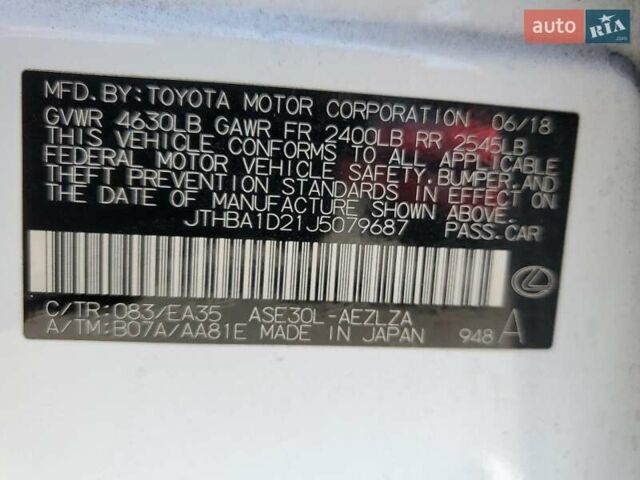 auto RIA
.com
MFD. BY: TOYOTA MOTOR CORPORATION 06/18
GVWR 4630LB GAWR FR 2400LB RR 2545LB
THIS VEHICLE CONFORMS TO ALL APPLICABLE
FEDERAL MOTOR VEHICLE SAFETY, BUMPER, AND
THEFT PREVENTION STANDARDS IN EFFECT ON
THE DATE OF MANUFACTURE SHOWN ABOVE.
JTHBA1D21J5079687 PASS.CAR
C/TR: 083/EA35 ASE30L-AEZLZA
A/TM: B07A/AA81E MADE IN JAPAN 948 A